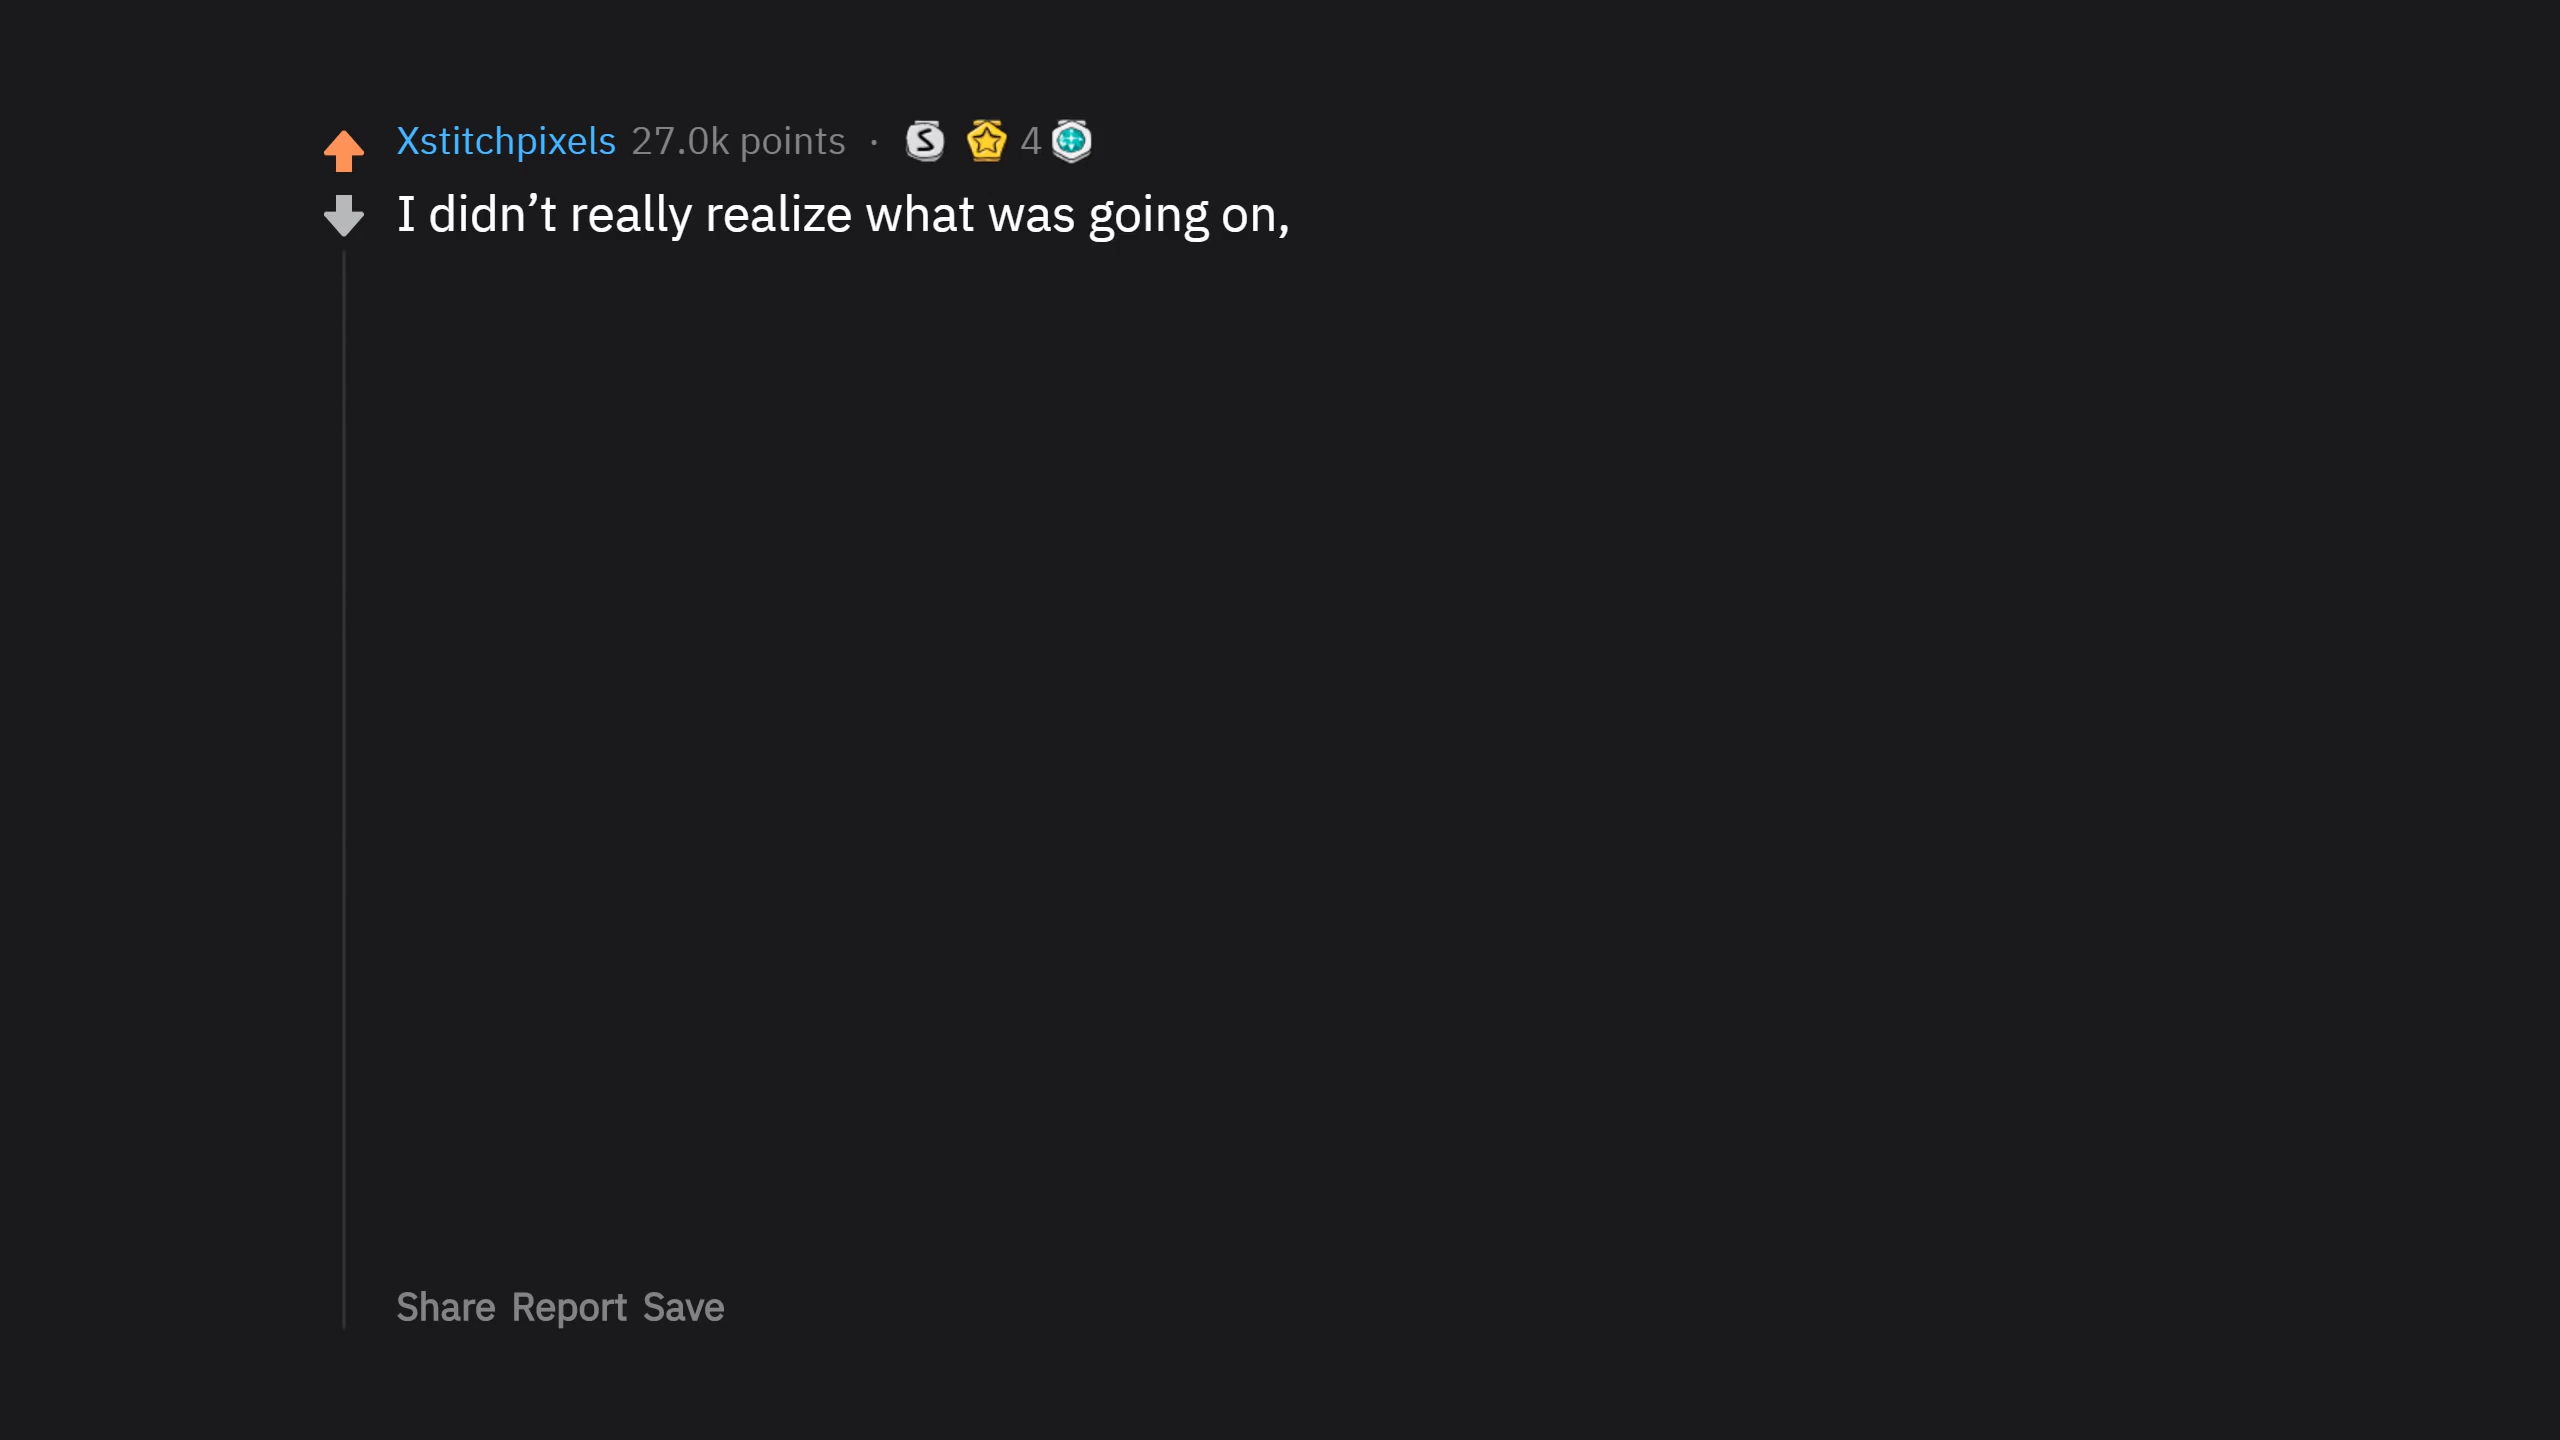 Xstitchpixels 27.0k points · S 4
I didn’t really realize what was going on,
Share Report Save